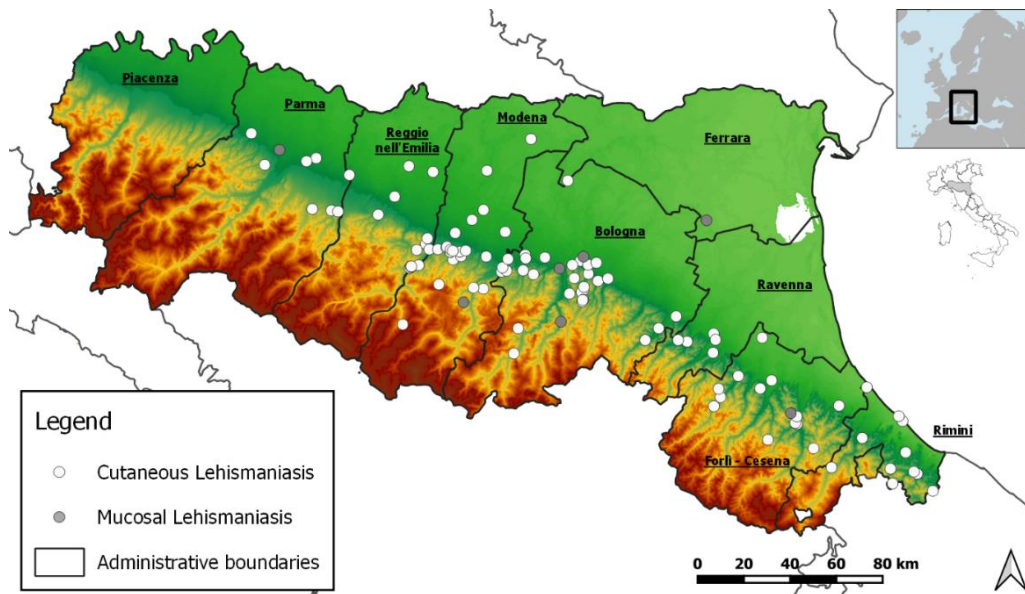 Piacenza
Parma
Reggio
nell'Emilia
Modena
Ferrara
Bologna
Ravenna
Rimini
Forlì - Cesena
Legend
Cutaneous Lehismaniasis
Mucosal Lehismaniasis
Administrative boundaries
0 20 40 60 80 km